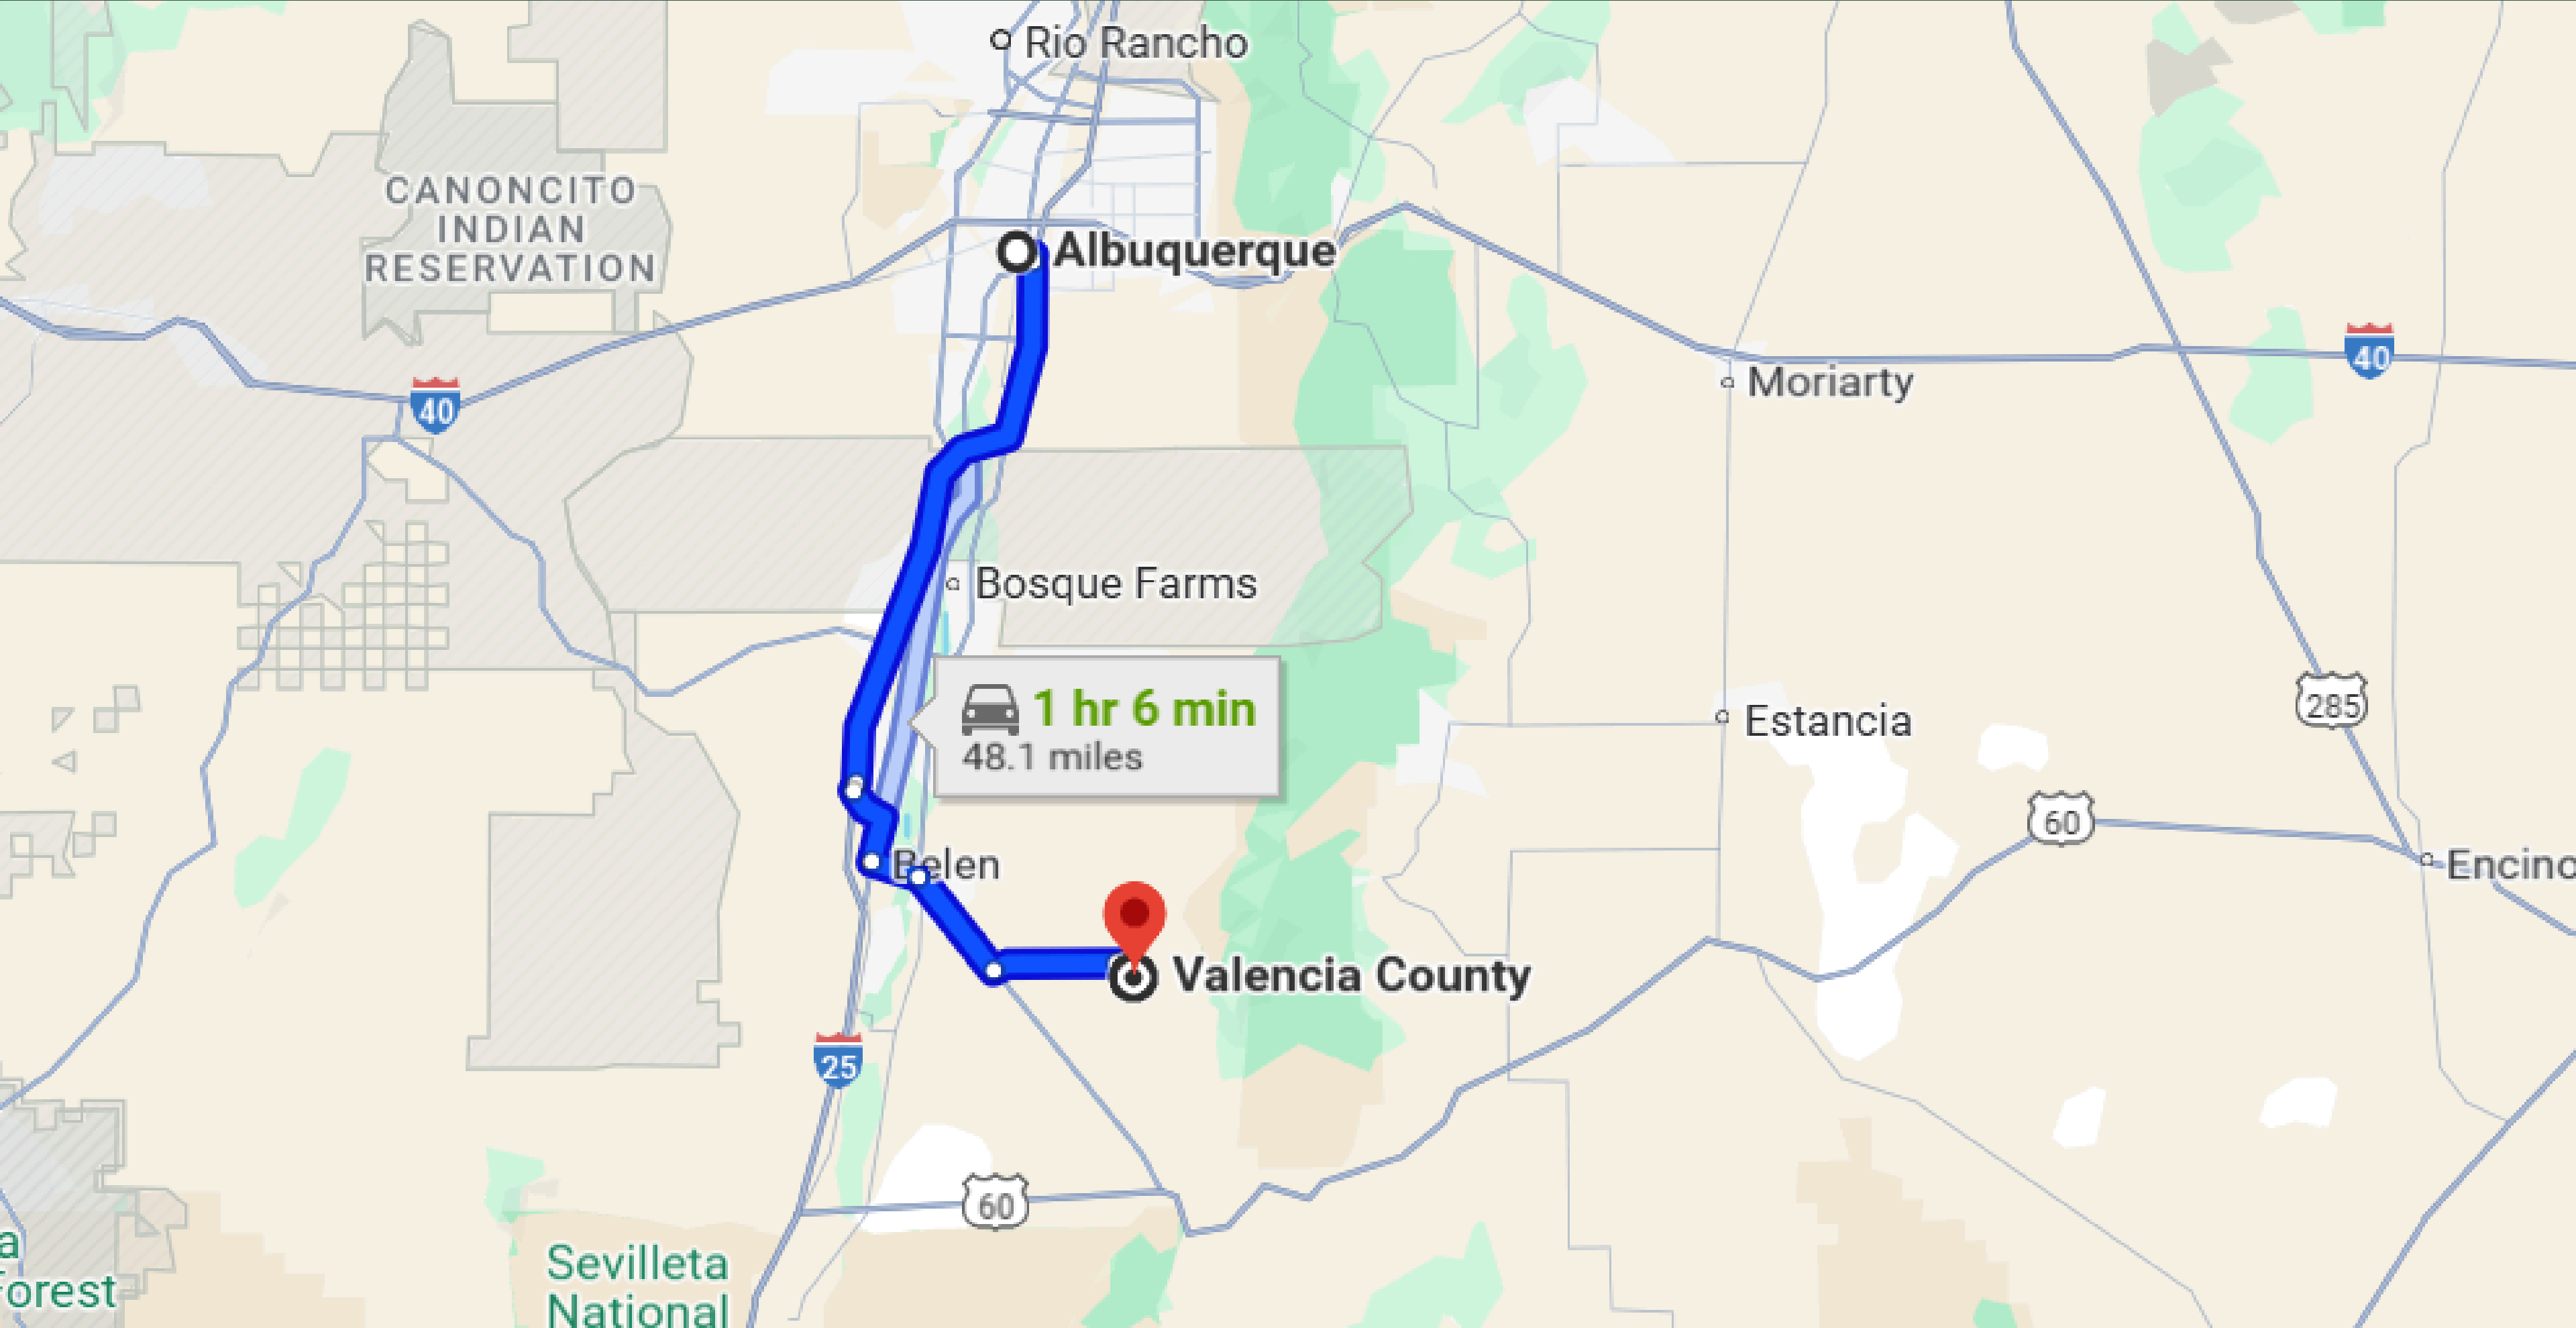 Rio Rancho
CANONCITO
INDIAN
RESERVATION
Albuquerque
40
Moriarty
40
Bosque Farms
1 hr 6 min
48.1 miles
Estancia
285
60
Belen
Encino
Valencia County
25
60
a
Forest
Sevilleta
National